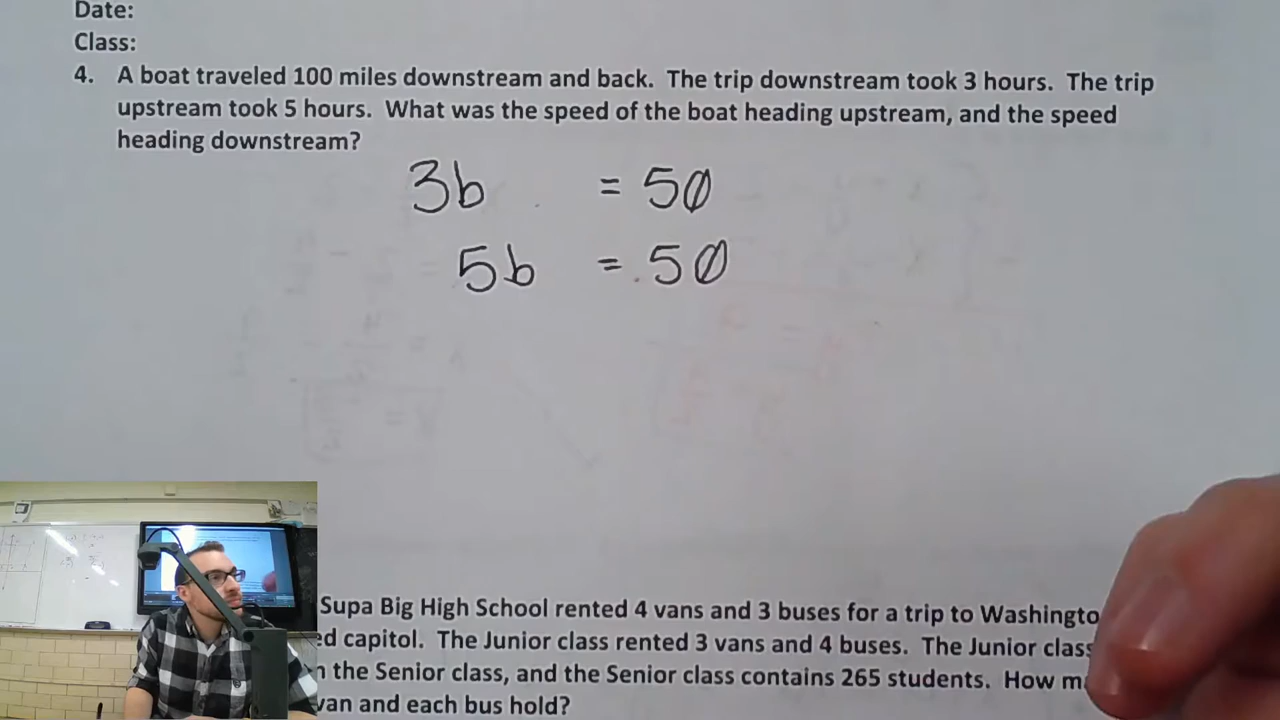 Date:
Class:
4. A boat traveled 100 miles downstream and back. The trip downstream took 3 hours. The trip
upstream took 5 hours. What was the speed of the boat heading upstream, and the speed
heading downstream?
3b = 50
5b = 50
Supa Big High School rented 4 vans and 3 buses for a trip to Washingto
ed capitol. The Junior class rented 3 vans and 4 buses. The Junior class
the Senior class, and the Senior class contains 265 students. How m
van and each bus hold?